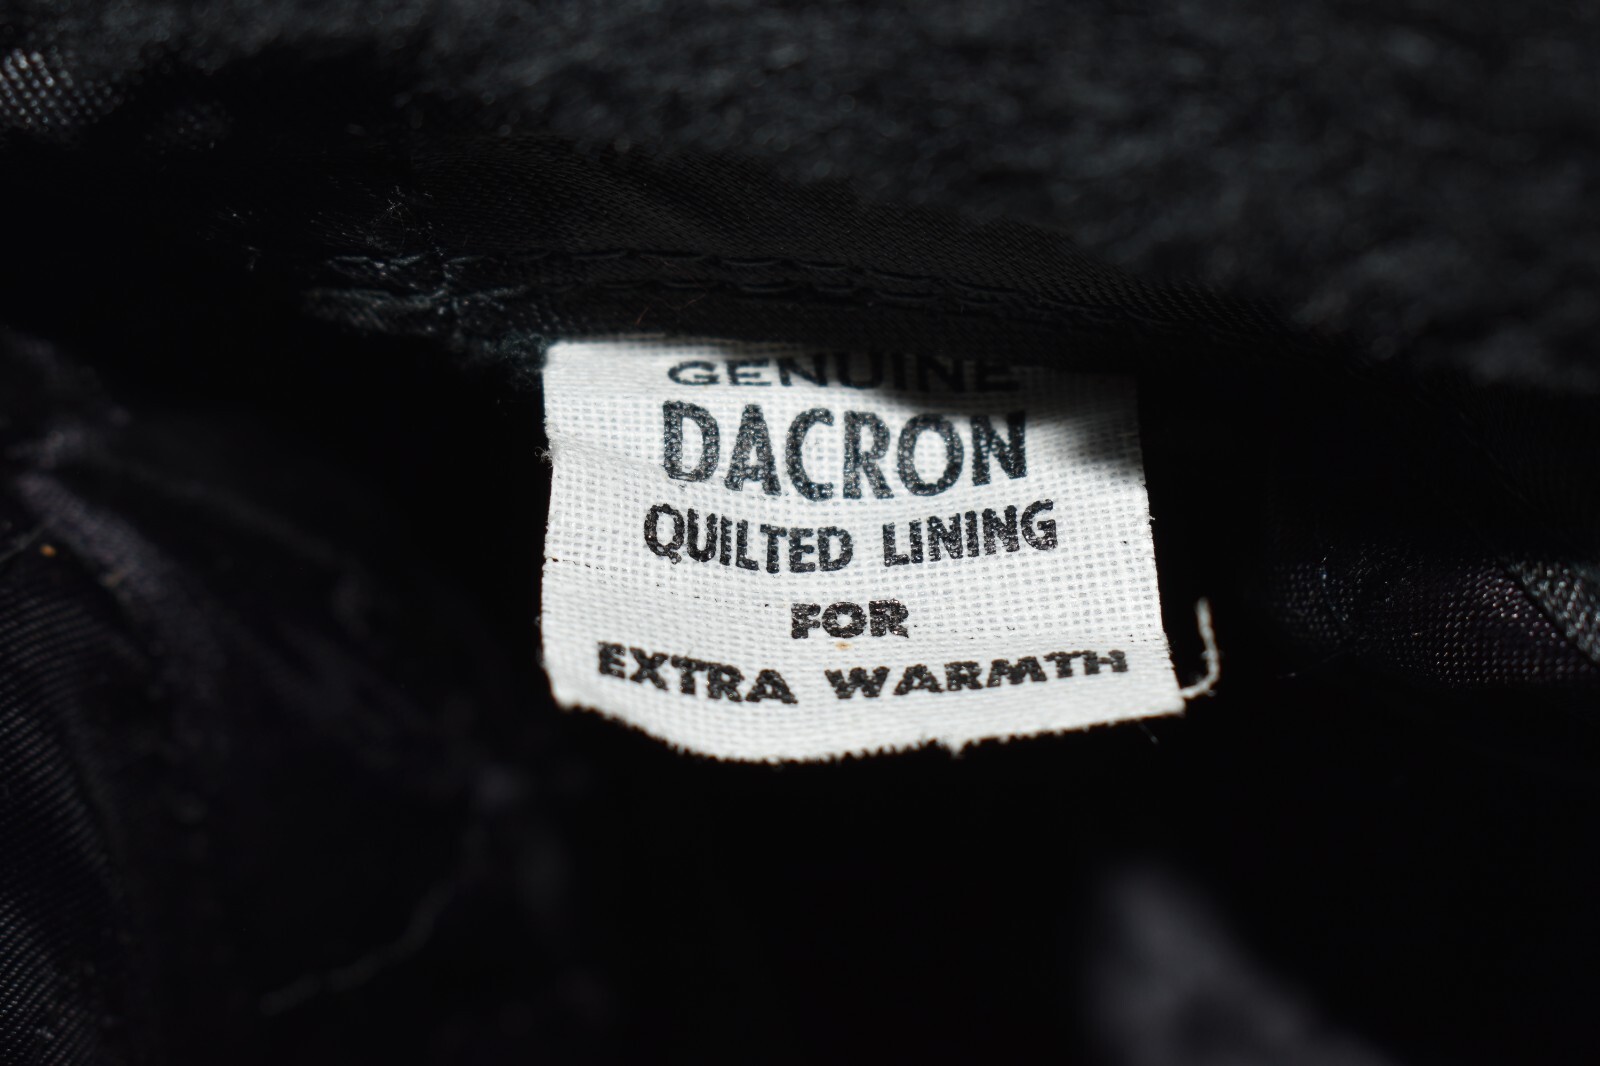 GENUINE
DACRON
QUILTED LINING
FOR
EXTRA WARMTH